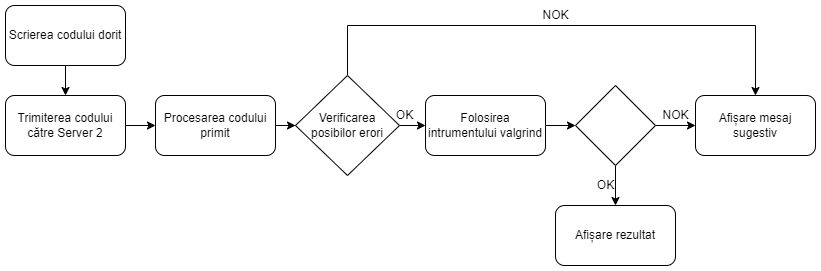 NOK
Scrierea codului dorit
Trimiterea codului
către Server 2
Procesarea codului
primit
Verificarea
posibilor erori
OK
Folosirea
intrumentului valgrind
NOK
Afișare mesaj
sugestiv
OK
Afișare rezultat